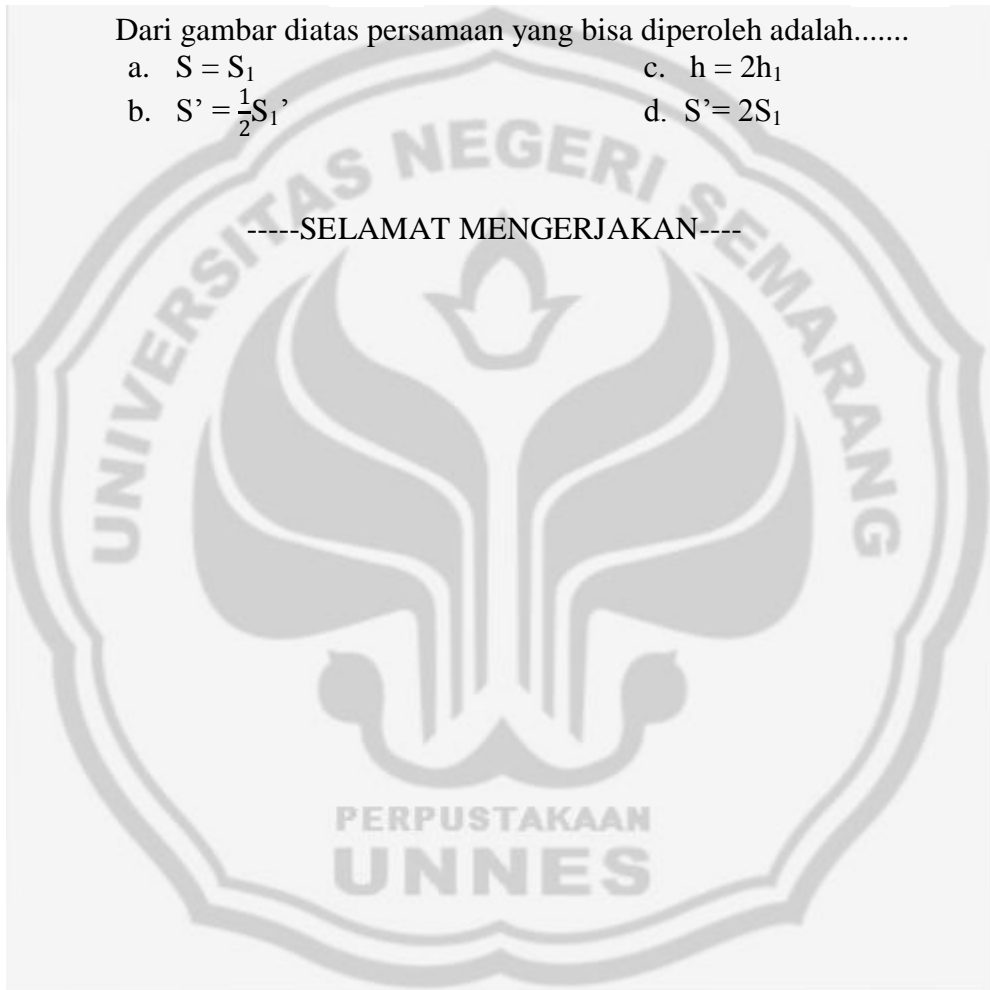 Dari gambar diatas persamaan yang bisa diperoleh adalah.......
a. S = S₁ c. h = 2h₁
b. S’ = ½S₁’ d. S’= 2S₁
-----SELAMAT MENGERJAKAN----
UNIVERSITAS NEGERI SEMARANG
PERPUSTAKAAN
UNNES